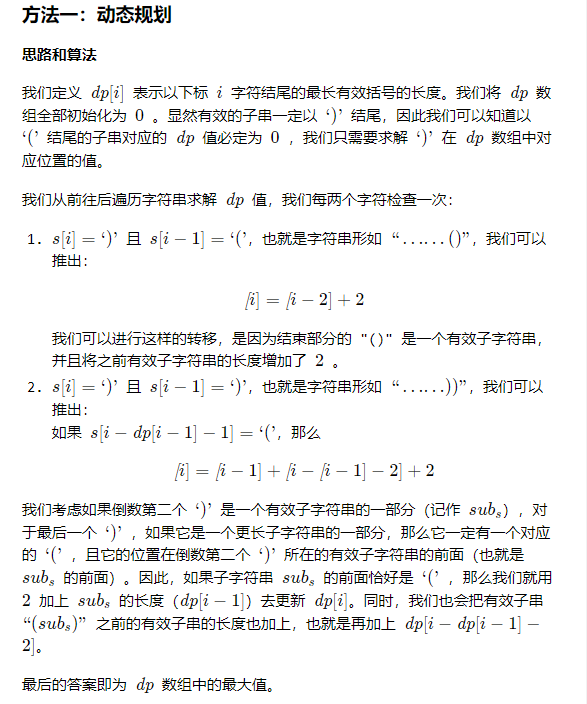 方法一：动态规划
思路和算法
我们定义 dp[i] 表示以下标 i 字符结尾的最长有效括号的长度。我们将 dp 数
组全部初始化为 0 。显然有效的子串一定以 ‘)’ 结尾，因此我们可以知道以
‘(’ 结尾的子串对应的 dp 值必定为 0 ，我们只需要求解 ‘)’ 在 dp 数组中对
应位置的值。
我们从前往后遍历字符串求解 dp 值，我们每两个字符检查一次：
1. s[i] = ‘)’ 且 s[i − 1] = ‘(’，也就是字符串形如 “……()”，我们可以
推出：
[i] = [i − 2] + 2
我们可以进行这样的转移，是因为结束部分的 "()" 是一个有效子字符串，
并且将之前有效子字符串的长度增加了 2 。
2. s[i] = ‘)’ 且 s[i − 1] = ‘)’，也就是字符串形如 “……))”，我们可以
推出：
如果 s[i − dp[i − 1] − 1] = ‘(’，那么
[i] = [i − 1] + [i − [i − 1] − 2] + 2
我们考虑如果倒数第二个 ‘)’ 是一个有效子字符串的一部分（记作 subₛ），对
于最后一个 ‘)’ ，如果它是一个更长子字符串的一部分，那么它一定有一个对应
的 ‘(’ ，且它的位置在倒数第二个 ‘)’ 所在的有效子字符串的前面（也就是
subₛ 的前面）。因此，如果子字符串 subₛ 的前面恰好是 ‘(’ ，那么我们就用
2 加上 subₛ 的长度（dp[i − 1]）去更新 dp[i]。同时，我们也会把有效子串
“(subₛ)” 之前的有效子串的长度也加上，也就是再加上 dp[i − dp[i − 1] −
2]。
最后的答案即为 dp 数组中的最大值。